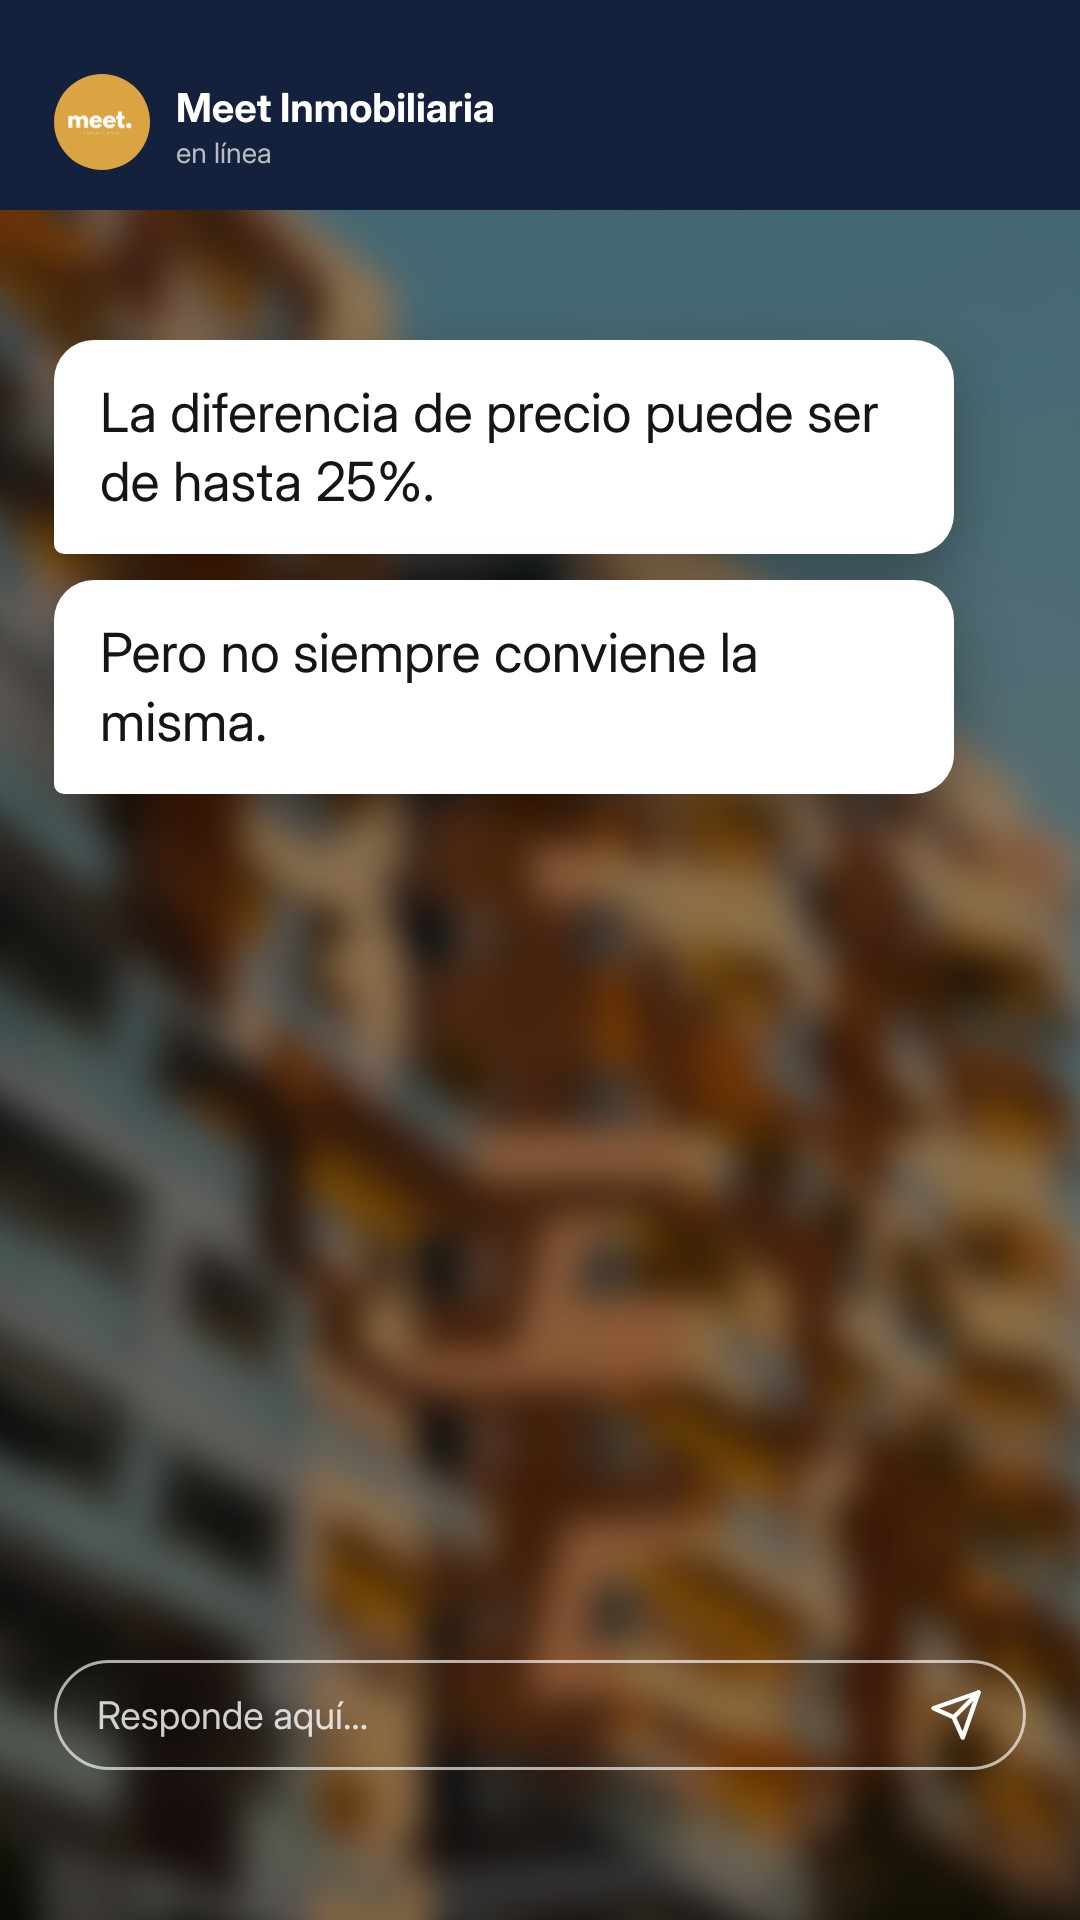 meet.
Meet Inmobiliaria
en línea
La diferencia de precio puede ser
de hasta 25%.
Pero no siempre conviene la
misma.
Responde aquí...